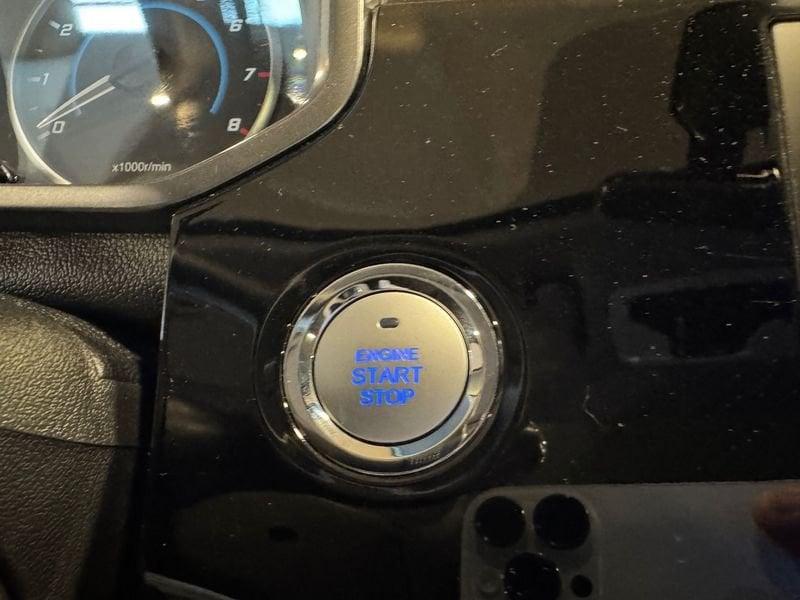 2
6
1
7
0
8
x1000r/min
ENGINE
START
STOP